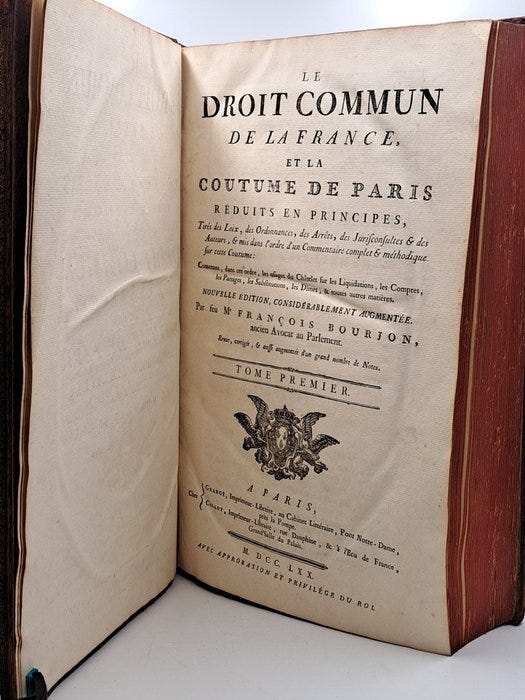 LE
DROIT COMMUN
DE LA FRANCE,
ET LA
COUTUME DE PARIS
RÉDUITS EN PRINCIPES,
Tirés des Loix, des Ordonnances, des Arrêts, des Jurisconsultes & des
Auteurs, & mis dans l'ordre d'un Commentaire complet & méthodique
sur cette Coutume:
Contenant, dans cet ordre, les usages du Châtelet sur les Liquidations, les Comptes,
les Partages, les Substitutions, les Dîmes, & toutes autres matières.
NOUVELLE EDITION, CONSIDÉRABLEMENT AUGMENTÉE.
Par feu Me FRANÇOIS BOURJON,
ancien Avocat au Parlement.
Revue, corrigée, & aussi augmentée d'un grand nombre de Notes.
TOME PREMIER.
A PARIS,
Chez { GRANGÉ, Imprimeur-Libraire, au Cabinet Littéraire, Pont Notre-Dame,
près la Pompe.
CELLOT, Imprimeur-Libraire, rue Dauphine, & à l'Ecu de France,
Grand'Salle du Palais.
M. DCC. LXX.
AVEC APPROBATION ET PRIVILÉGE DU ROI.